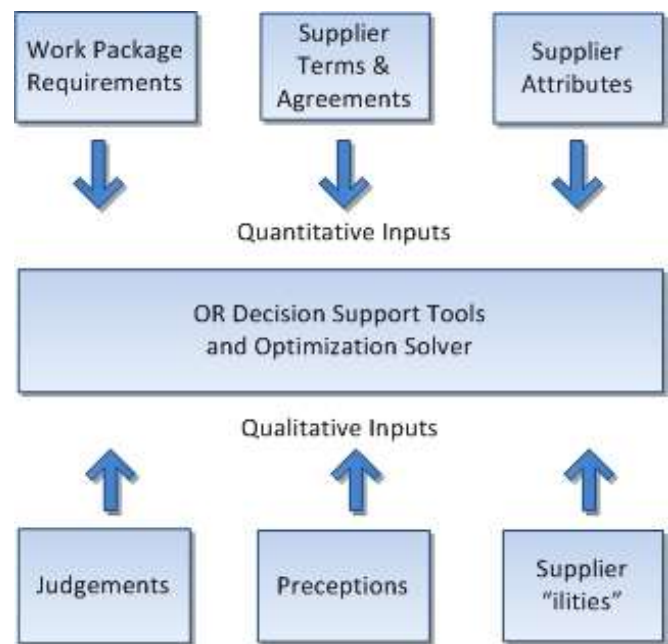 Work Package
Requirements
Supplier
Terms &
Agreements
Supplier
Attributes
Quantitative Inputs
OR Decision Support Tools
and Optimization Solver
Qualitative Inputs
Judgements
Preceptions
Supplier
"ilities"